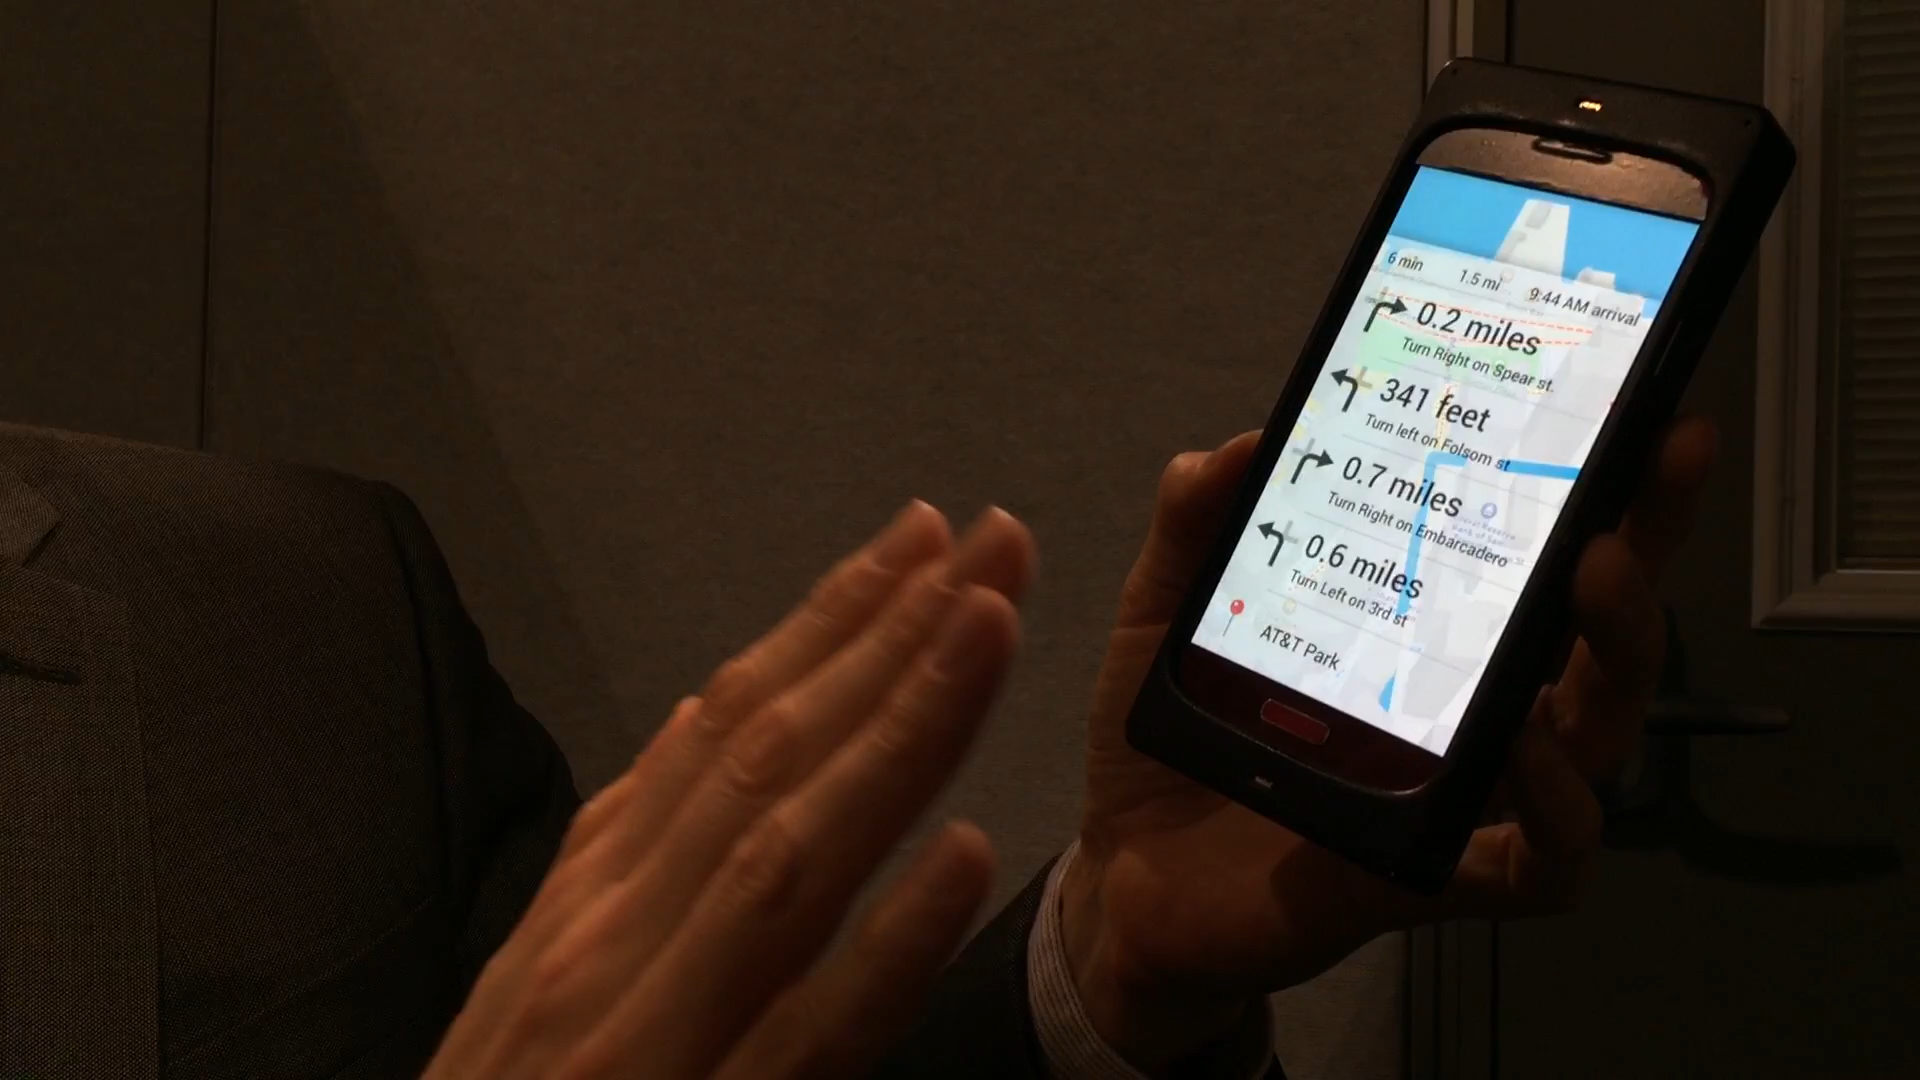 6 min 1.5 mi 9:44 AM arrival
0.2 miles
Turn Right on Spear st.
341 feet
Turn left on Folsom st
0.7 miles
Turn Right on Embarcadero
0.6 miles
Turn Left on 3rd st
AT&T Park